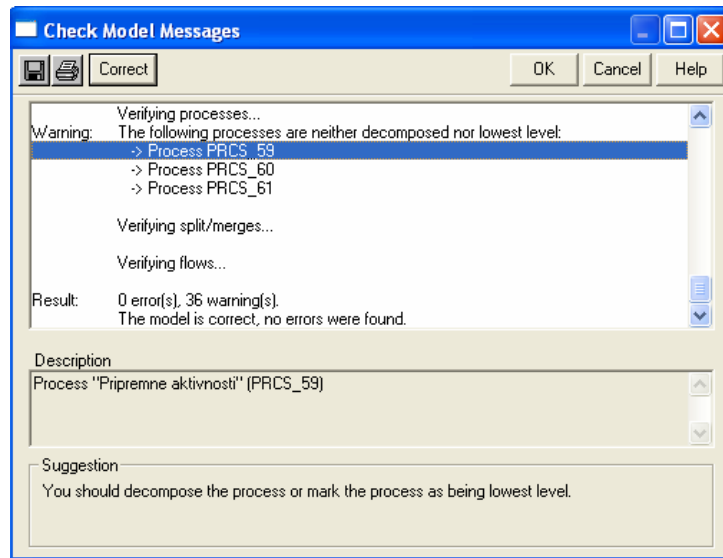 Check Model Messages
Correct OK Cancel Help
Verifying processes...
Warning: The following processes are neither decomposed nor lowest level:
-> Process PRCS_59
-> Process PRCS_60
-> Process PRCS_61
Verifying split/merges...
Verifying flows...
Result: 0 error(s), 36 warning(s).
The model is correct, no errors were found.
Description
Process "Pripremne aktivnosti" (PRCS_59)
Suggestion
You should decompose the process or mark the process as being lowest level.